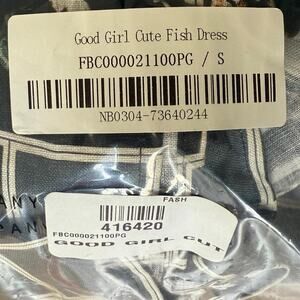 Good Girl Cute Fish Dress
FBC000021100PG / S
NB0304-73640244
FASH
416420
FBC000021100PG
GOOD GIRL CUT